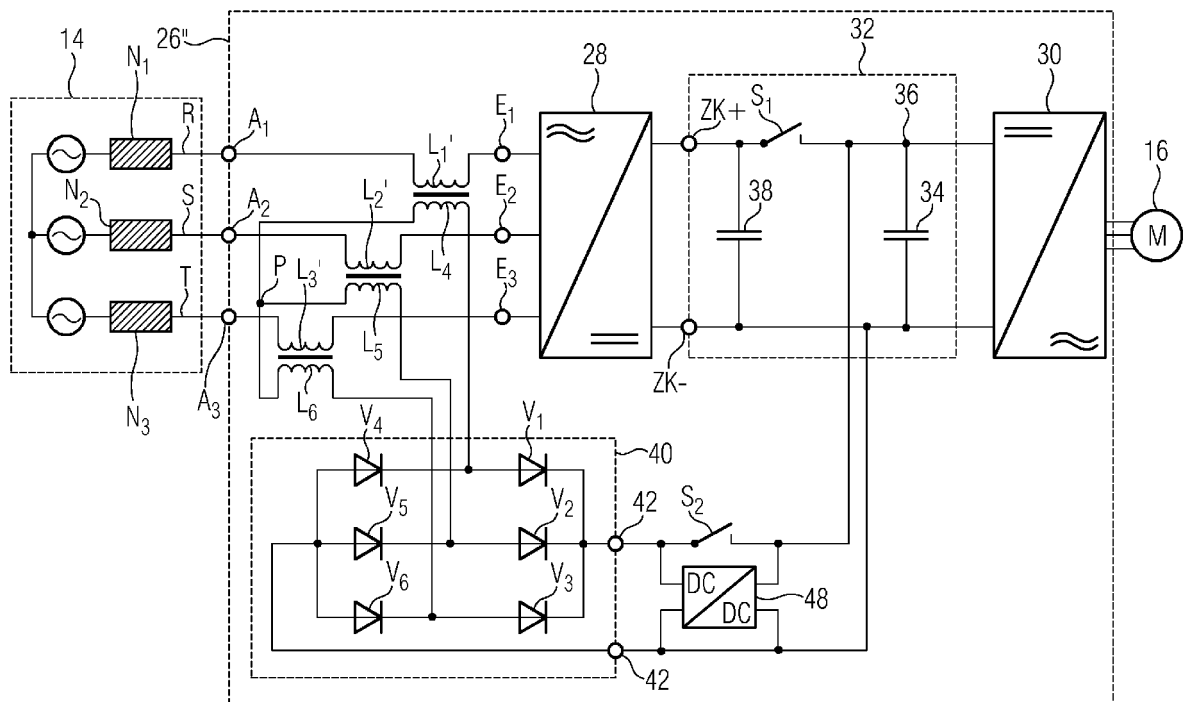 14
N₁
26"
R
A₁
L₁'
E₁
28
ZK+
S₁
32
36
30
N₂
S
A₂
L₂'
L₄
E₂
38
34
16
M
P
L₃'
T
L₅
E₃
N₃
A₃
L₆
ZK-
V₄
V₁
40
V₅
V₂
42
S₂
V₆
V₃
DC
DC
48
42